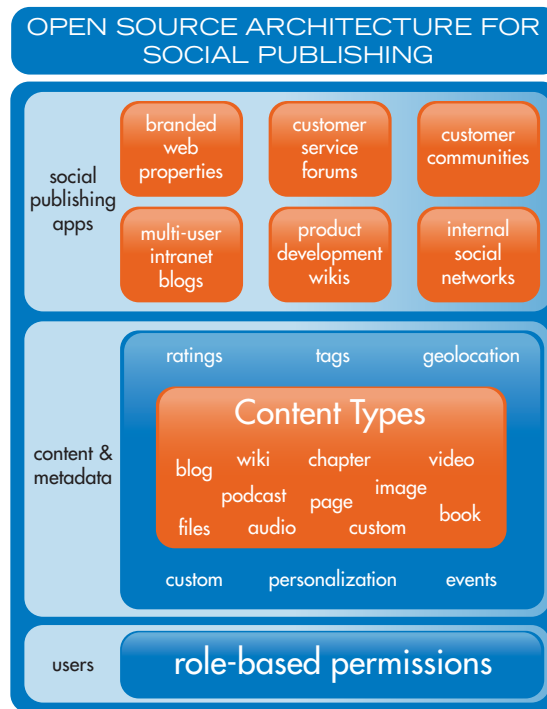 OPEN SOURCE ARCHITECTURE FOR
SOCIAL PUBLISHING
social
publishing
apps
branded
web
properties
customer
service
forums
customer
communities
multi-user
intranet
blogs
product
development
wikis
internal
social
networks
content &
metadata
ratings tags geolocation
Content Types
blog wiki chapter video
podcast page image
files audio custom book
custom personalization events
users
role-based permissions